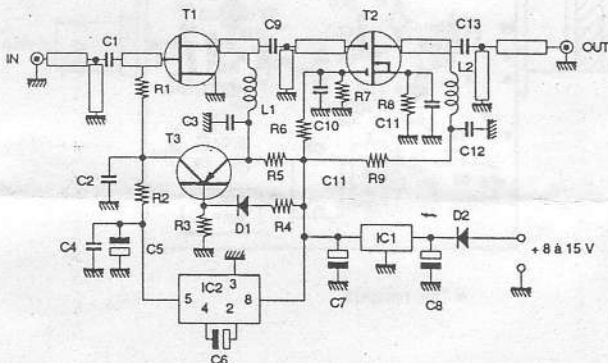 T1 C9 T2 C13
IN C1 OUT
R1 L2
C3 L1 R7 R8
C10 C11
R6 C12
T3
C2 R5 C11 R9
R2
D1 R4
R3 IC1 D2
C4 C5 + 8 à 15 V
IC2 3
5 4 2 8 C7 C8
C6